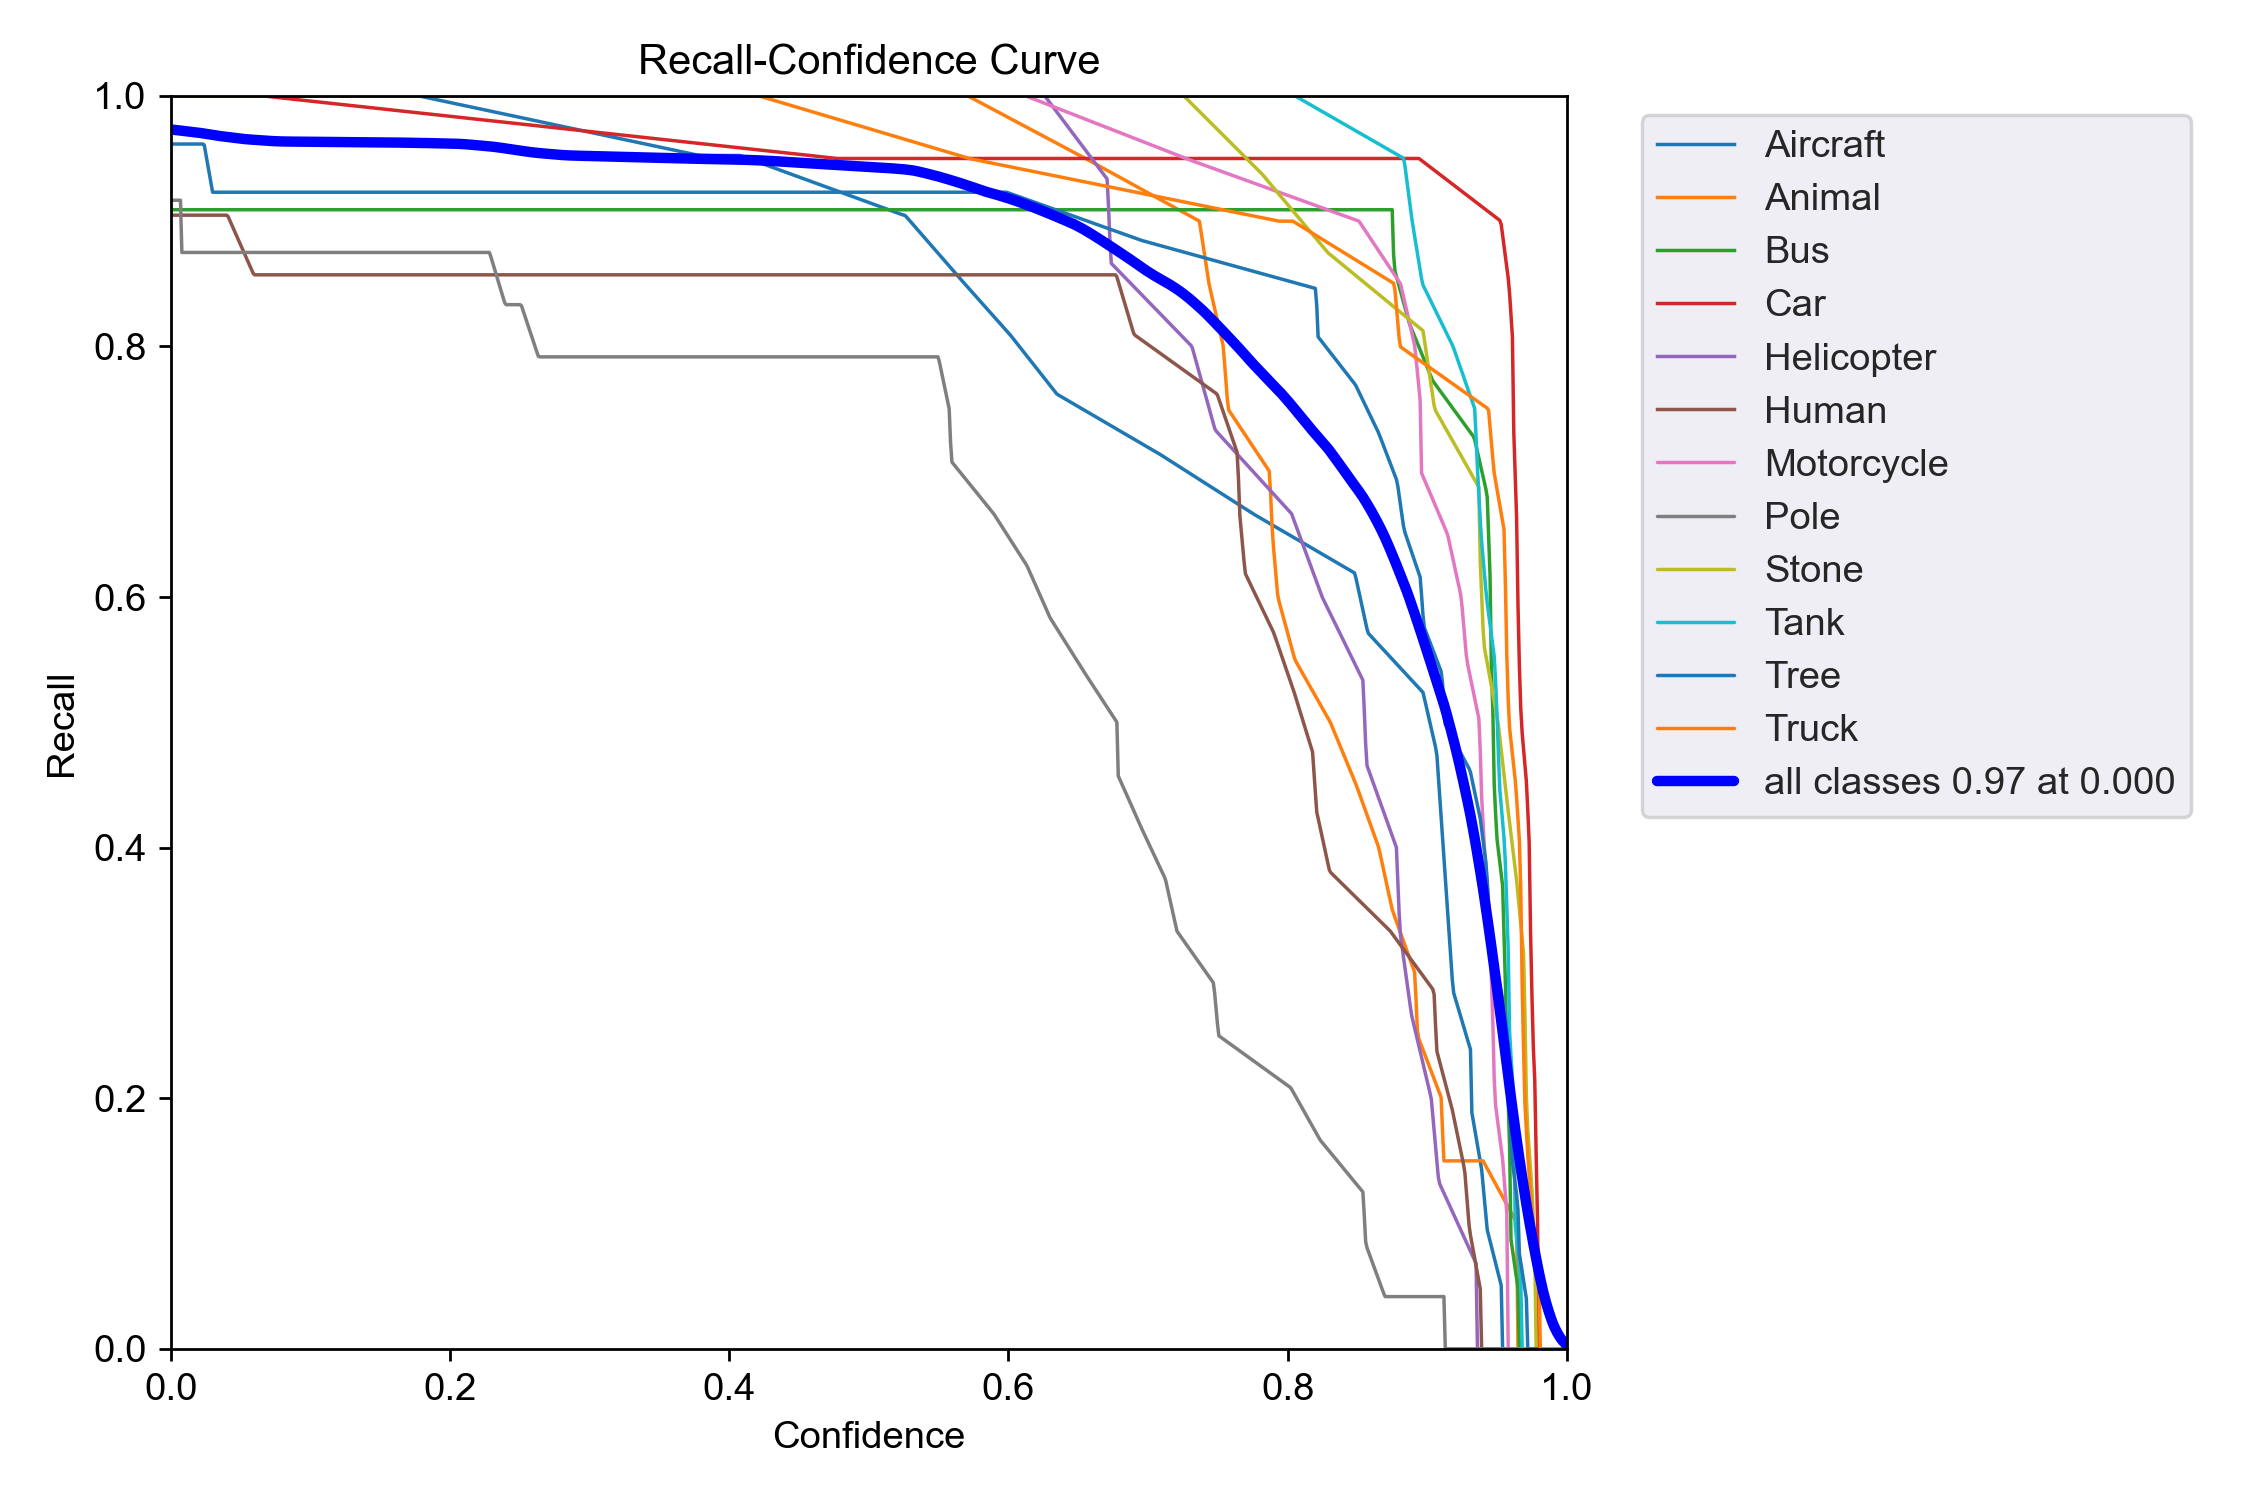 Recall-Confidence Curve
1.0
0.8
0.6
0.4
0.2
0.0
Recall
0.0 0.2 0.4 0.6 0.8 1.0
Confidence
Aircraft
Animal
Bus
Car
Helicopter
Human
Motorcycle
Pole
Stone
Tank
Tree
Truck
all classes 0.97 at 0.000